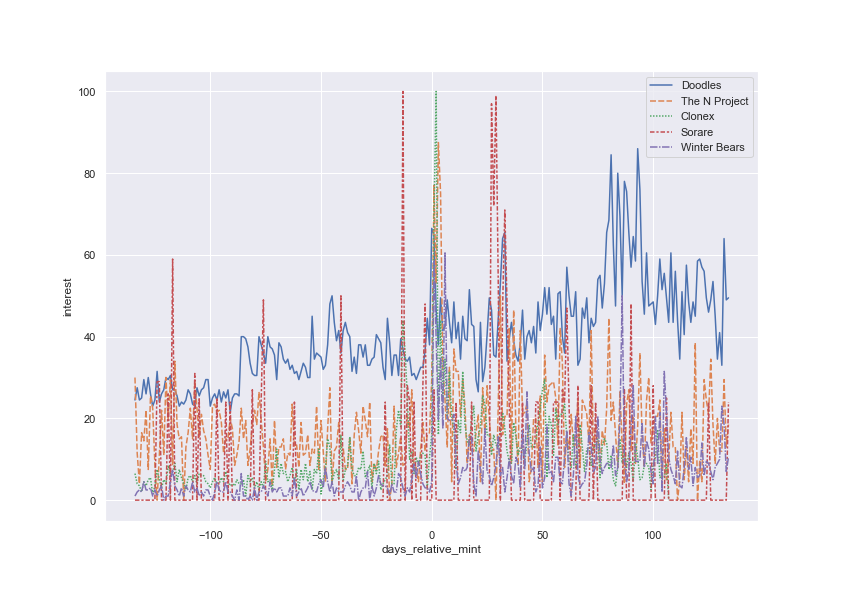 100
80
60
40
20
0
interest
−100
−50
0
50
100
days_relative_mint
Doodles
The N Project
Clonex
Sorare
Winter Bears